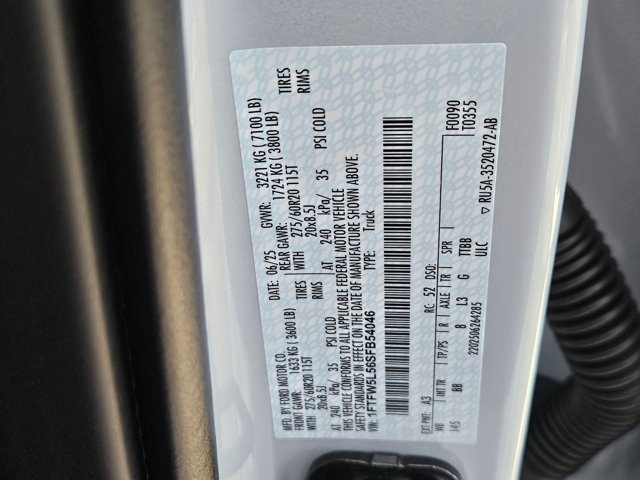 MFD. BY FORD MOTOR CO.
DATE: 06/25 GVWR: 3221 KG (7100 LB)
FRONT GAWR: 1633 KG (3600 LB) REAR GAWR: 1724 KG (3800 LB)
275/60R20 115T TIRES WITH 275/60R20 115T TIRES
20x8.5J RIMS 20x8.5J RIMS
AT 240 kPa/ 35 PSI COLD AT 240 kPa/ 35 PSI COLD
THIS VEHICLE CONFORMS TO ALL APPLICABLE FEDERAL MOTOR VEHICLE
SAFETY STANDARDS IN EFFECT ON THE DATE OF MANUFACTURE SHOWN ABOVE.
VIN: 1FTFW5L56SFB54046
TYPE: Truck
F0090
T0355
EXT PNT: A3 RC: 52 DSO:
WB INT TR TP/PS R AXLE TR SPR
145 BB 8 L3 G TTBB
ULC
2202506264285
RU5A-3520472-AB